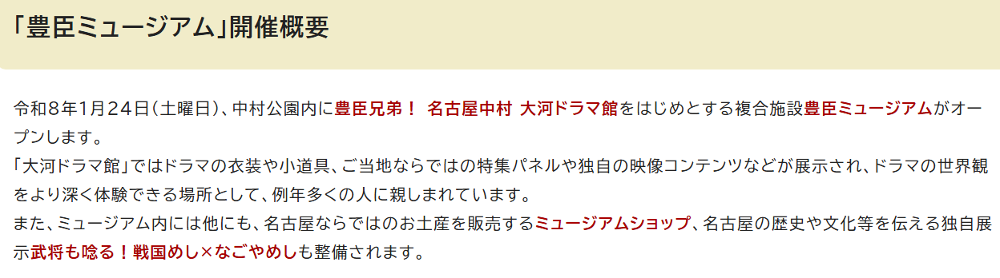 「豊臣ミュージアム」開催概要
令和8年1月24日(土曜日)、中村公園内に豊臣兄弟! 名古屋中村 大河ドラマ館をはじめとする複合施設豊臣ミュージアムがオー
プンします。
「大河ドラマ館」ではドラマの衣装や小道具、ご当地ならではの特集パネルや独自の映像コンテンツなどが展示され、ドラマの世界観
をより深く体験できる場所として、例年多くの人に親しまれています。
また、ミュージアム内には他にも、名古屋ならではのお土産を販売するミュージアムショップ、名古屋の歴史や文化等を伝える独自展
示武将も唸る!戦国めし×なごやめしも整備されます。